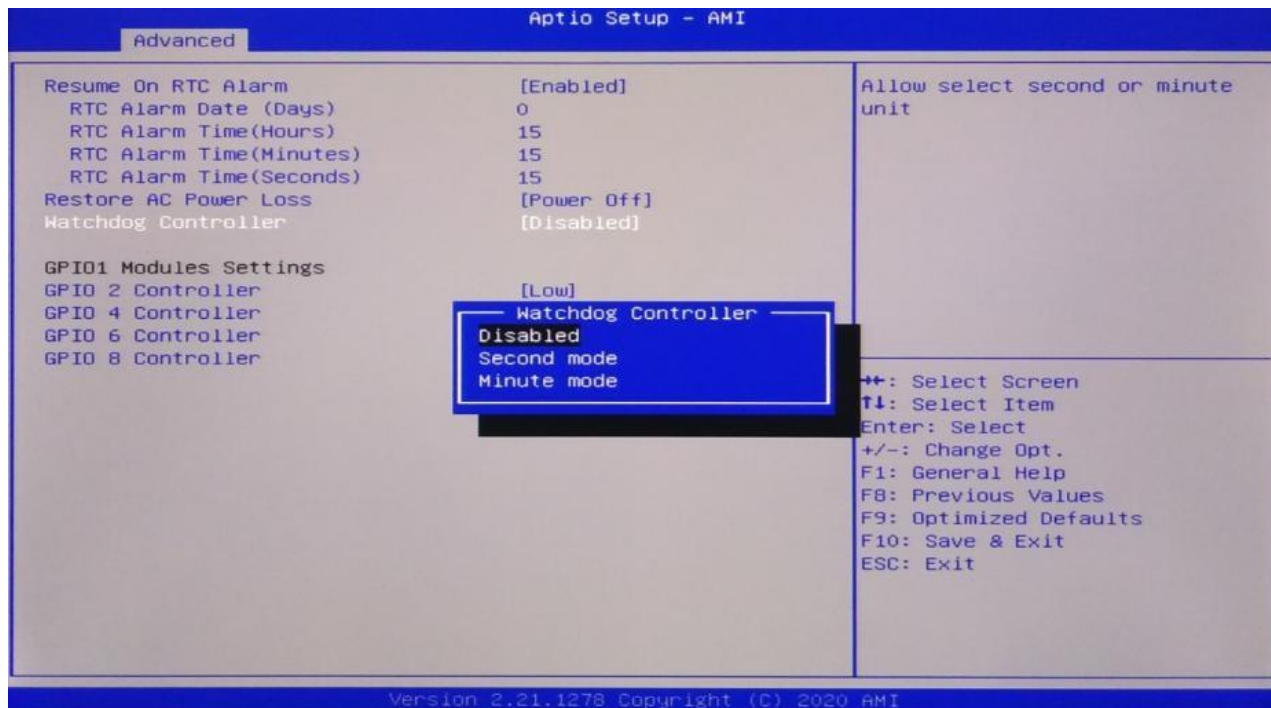 Aptio Setup - AMI
Advanced
Resume On RTC Alarm [Enabled]
RTC Alarm Date (Days) 0
RTC Alarm Time(Hours) 15
RTC Alarm Time(Minutes) 15
RTC Alarm Time(Seconds) 15
Restore AC Power Loss [Power Off]
Watchdog Controller [Disabled]
GPIO1 Modules Settings
GPIO 2 Controller [Low]
GPIO 4 Controller
GPIO 6 Controller
GPIO 8 Controller
Watchdog Controller
Disabled
Second mode
Minute mode
Allow select second or minute
unit
→←: Select Screen
↑↓: Select Item
Enter: Select
+/-: Change Opt.
F1: General Help
F8: Previous Values
F9: Optimized Defaults
F10: Save & Exit
ESC: Exit
Version 2.21.1278 Copyright (C) 2020 AMI